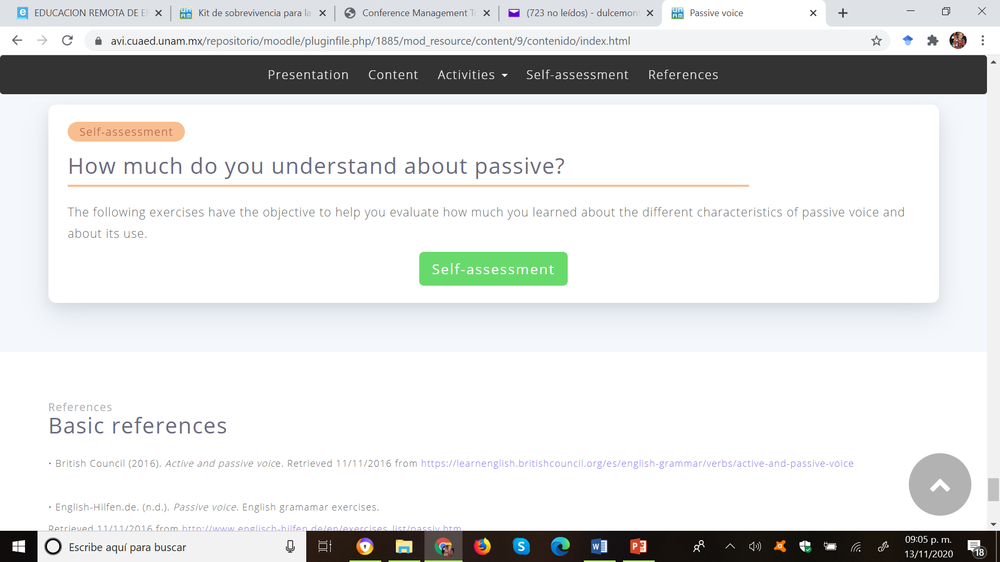 EDUCACION REMOTA DE E
Kit de sobrevivencia para la
Conference Management To
(723 no leídos) - dulcemont
Passive voice
avi.cuaed.unam.mx/repositorio/moodle/pluginfile.php/1885/mod_resource/content/9/contenido/index.html
Presentation Content Activities Self-assessment References
Self-assessment
How much do you understand about passive?
The following exercises have the objective to help you evaluate how much you learned about the different characteristics of passive voice and
about its use.
Self-assessment
References
Basic references
• British Council (2016). Active and passive voice. Retrieved 11/11/2016 from https://learnenglish.britishcouncil.org/es/english-grammar/verbs/active-and-passive-voice
• English-Hilfen.de. (n.d.). Passive voice. English gramamar exercises.
Retrieved 11/11/2016 from http://www.englisch-hilfen.de/en/exercises_list/passiv.htm
Escribe aquí para buscar
09:05 p. m.
13/11/2020
18